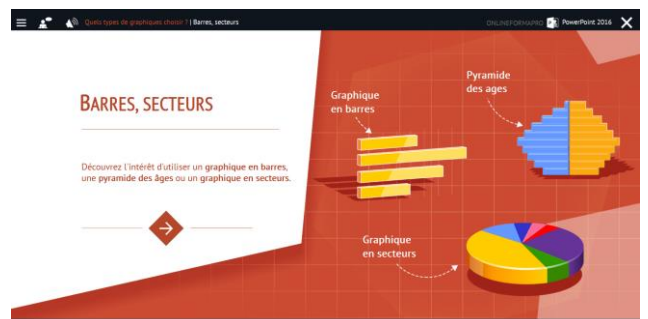 Quels types de graphiques choisir ? | Barres, secteurs
ONLINEFORMAPRO PowerPoint 2016
BARRES, SECTEURS
Découvrez l'intérêt d'utiliser un graphique en barres,
une pyramide des âges ou un graphique en secteurs.
Graphique
en barres
Pyramide
des ages
Graphique
en secteurs